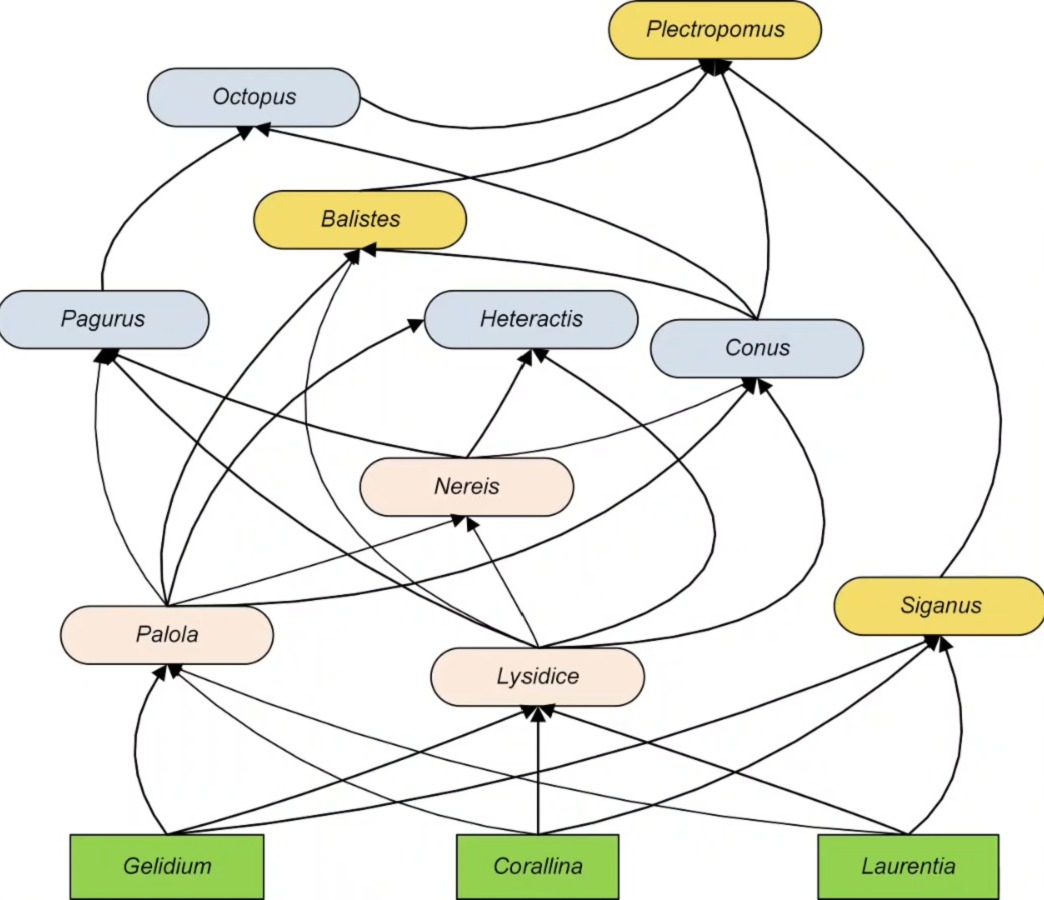 Plectropomus
Octopus
Balistes
Pagurus
Heteractis
Conus
Nereis
Siganus
Palola
Lysidice
Gelidium
Corallina
Laurentia